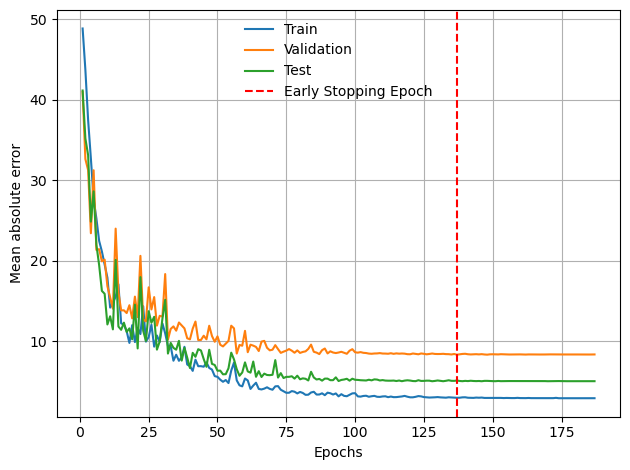 50
40
30
20
10
Mean absolute error
Train
Validation
Test
Early Stopping Epoch
0 25 50 75 100 125 150 175
Epochs